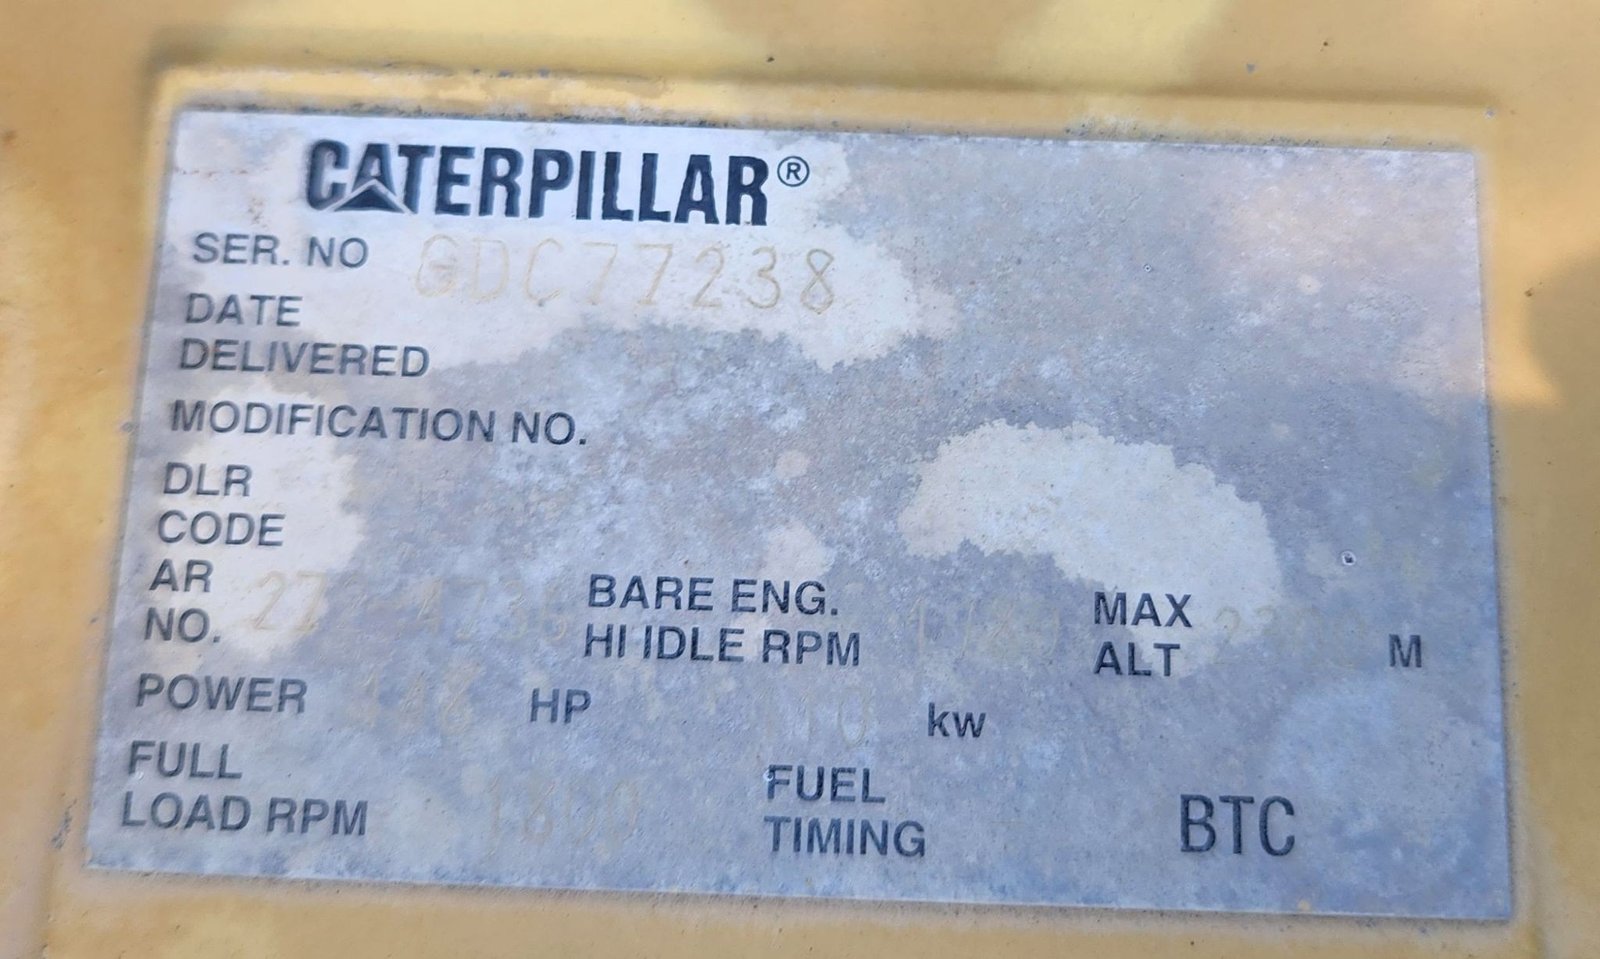 CATERPILLAR®
SER. NO GDC77238
DATE
DELIVERED
MODIFICATION NO.
DLR
CODE
AR
NO.
BARE ENG.
HI IDLE RPM
MAX
ALT M
POWER HP kw
FULL
LOAD RPM 1800
FUEL
TIMING BTC